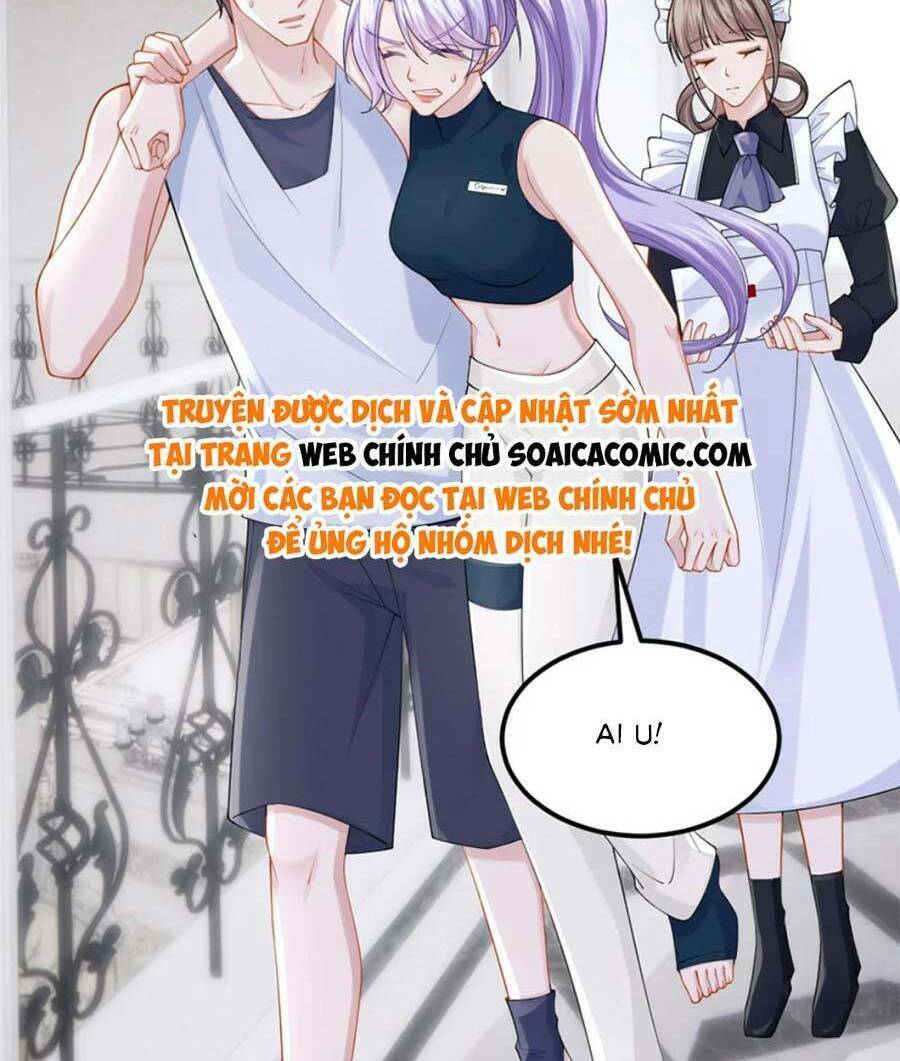 TRUYỆN ĐƯỢC DỊCH VÀ CẬP NHẬT SỚM NHẤT
TẠI TRANG WEB CHÍNH CHỦ SOAICACOMIC.COM
MỜI CÁC BẠN ĐỌC TẠI WEB CHÍNH CHỦ
ĐỂ ỦNG HỘ NHÓM DỊCH NHÉ!
AI U!